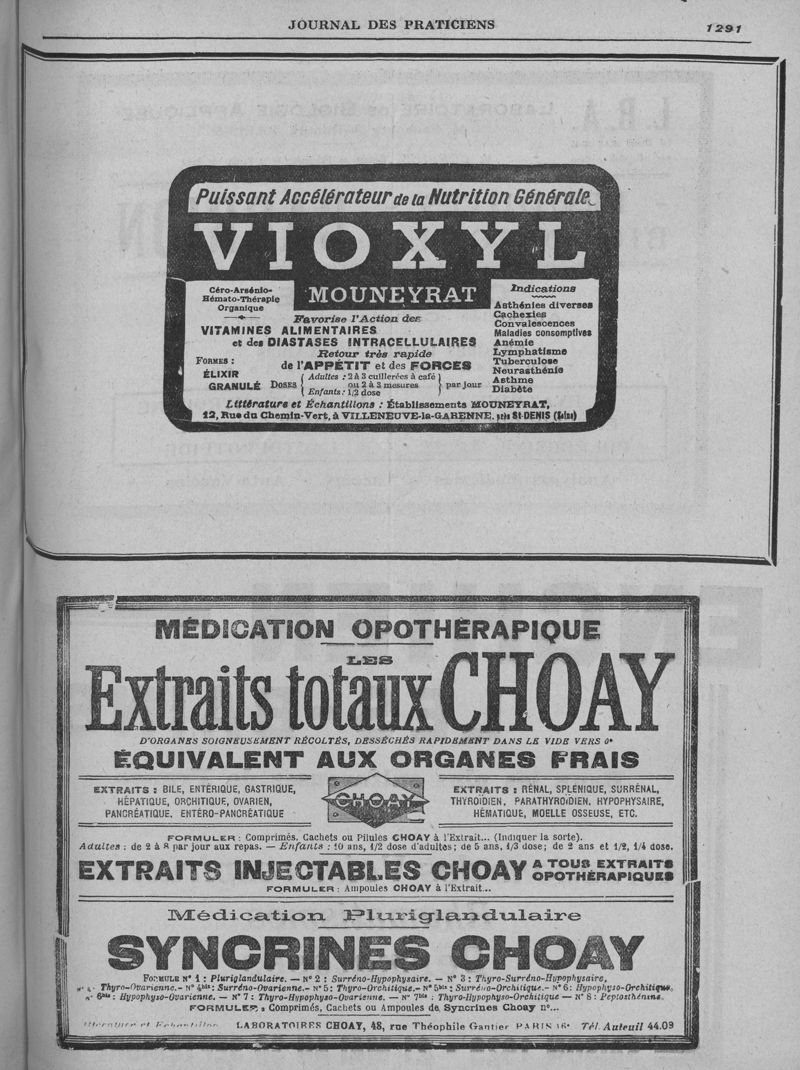 JOURNAL DES PRATICIENS
1291
Puissant Accélérateur de la Nutrition Générale
VIOXYL
MOUNEYRAT
Céro-Arsénio-
Hémato-Thérapie
Organique
Favorise l'Action des
VITAMINES ALIMENTAIRES
et des DIASTASES INTRACELLULAIRES
Retour très rapide
de l'APPÉTIT et des FORCES
FORMES :
ÉLIXIR
GRANULÉ
DOSES
Adultes : 2 à 3 cuillerées à café
ou 2 à 3 mesures
Enfants : 1/2 dose
par jour
Indications
Asthénies diverses
Cachexies
Convalescences
Maladies consomptives
Anémie
Lymphatisme
Tuberculose
Neurasthénie
Asthme
Diabète
Littérature et Échantillons : Établissements MOUNEYRAT,
12, Rue du Chemin-Vert, à VILLENEUVE-la-GARENNE, près St-DENIS (Seine)
MÉDICATION OPOTHÉRAPIQUE
LES
Extraits totaux CHOAY
D'ORGANES SOIGNEUSEMENT RÉCOLTÉS, DESSÉCHÉS RAPIDEMENT DANS LE VIDE VERS 0°
ÉQUIVALENT AUX ORGANES FRAIS
EXTRAITS : BILE, ENTÉRIQUE, GASTRIQUE,
HÉPATIQUE, ORCHITIQUE, OVARIEN,
PANCRÉATIQUE, ENTÉRO-PANCRÉATIQUE
CHOAY
EXTRAITS : RÉNAL, SPLÉNIQUE, SURRÉNAL,
THYROÏDIEN, PARATHYROÏDIEN, HYPOPHYSAIRE,
HÉMATIQUE, MOELLE OSSEUSE, ETC.
FORMULER : Comprimés, Cachets ou Pilules CHOAY à l'Extrait... (Indiquer la sorte).
Adultes : de 2 à 8 par jour aux repas. — Enfants : 10 ans, 1/2 dose d'adultes; de 5 ans, 1/3 dose; de 2 ans et 1/2, 1/4 dose.
EXTRAITS INJECTABLES CHOAY A TOUS EXTRAITS OPOTHÉRAPIQUES
FORMULER : Ampoules CHOAY à l'Extrait...
Médication Pluriglandulaire
SYNCRINES CHOAY
FORMULE N° 1 : Pluriglandulaire. — N° 2 : Surréno-Hypophysaire. — N° 3 : Thyro-Surréno-Hypophysaire,
N° 4 : Thyro-Ovarienne.- N° 4bis : Surréno-Ovarienne.- N° 5 : Thyro-Orchitique.- N° 5bis : Surréno-Orchitique.- N° 6 : Hypophyso-Orchitique,
N° 6bis : Hypophyso-Ovarienne. — N° 7 : Thyro-Hypophyso-Ovarienne. — N° 7bis : Thyro-Hypophyso-Orchitique — N° 8 : Peptosthénine.
FORMULER : Comprimés, Cachets ou Ampoules de Syncrines Choay n°...
Littérature et Echantillons
LABORATOIRES CHOAY, 48, rue Théophile Gautier PARIS 16e Tél. Auteuil 44.09